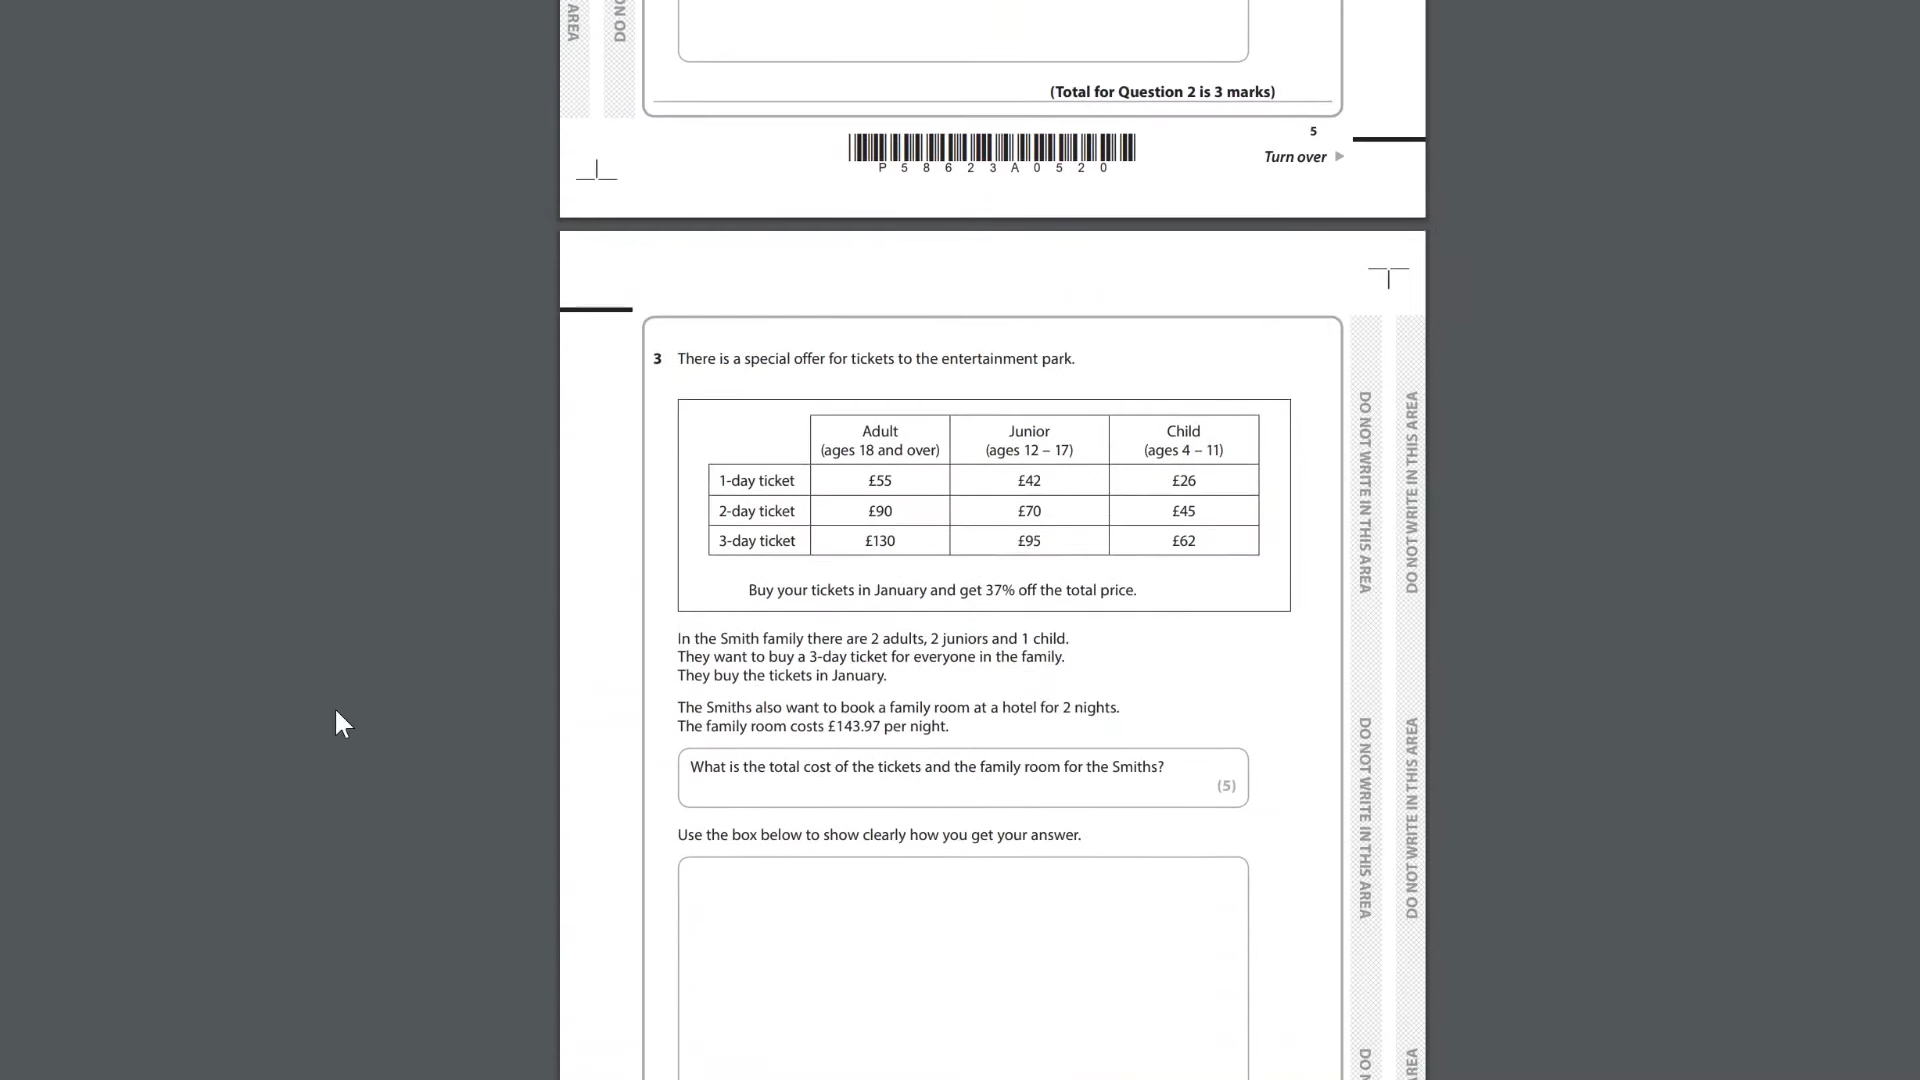 AREA
DO NO
(Total for Question 2 is 3 marks)
5
P 5 8 6 2 3 A 0 5 2 0
Turn over
3 There is a special offer for tickets to the entertainment park.
Adult Junior Child
(ages 18 and over) (ages 12 – 17) (ages 4 – 11)
1-day ticket £55 £42 £26
2-day ticket £90 £70 £45
3-day ticket £130 £95 £62
Buy your tickets in January and get 37% off the total price.
In the Smith family there are 2 adults, 2 juniors and 1 child.
They want to buy a 3-day ticket for everyone in the family.
They buy the tickets in January.
The Smiths also want to book a family room at a hotel for 2 nights.
The family room costs £143.97 per night.
What is the total cost of the tickets and the family room for the Smiths?
(5)
Use the box below to show clearly how you get your answer.
DO NOT WRITE IN THIS AREA
DO NOT WRITE IN THIS AREA
DO NOT WRITE IN THIS AREA
DO NOT WRITE IN THIS AREA
DO N
AREA